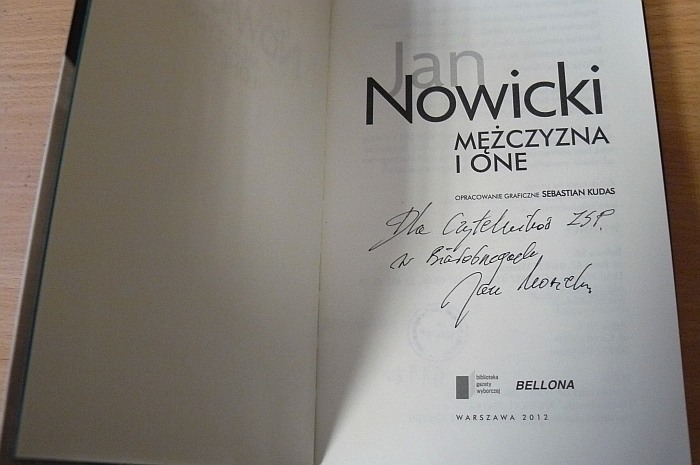 Jan
Nowicki
MĘŻCZYZNA
I ONE
OPRACOWANIE GRAFICZNE SEBASTIAN KUDAS
Dla Czytelników ZSP.
w Białobrzegach
Jan Nowicki
biblioteka
gazety
wyborczej
BELLONA
WARSZAWA 2012